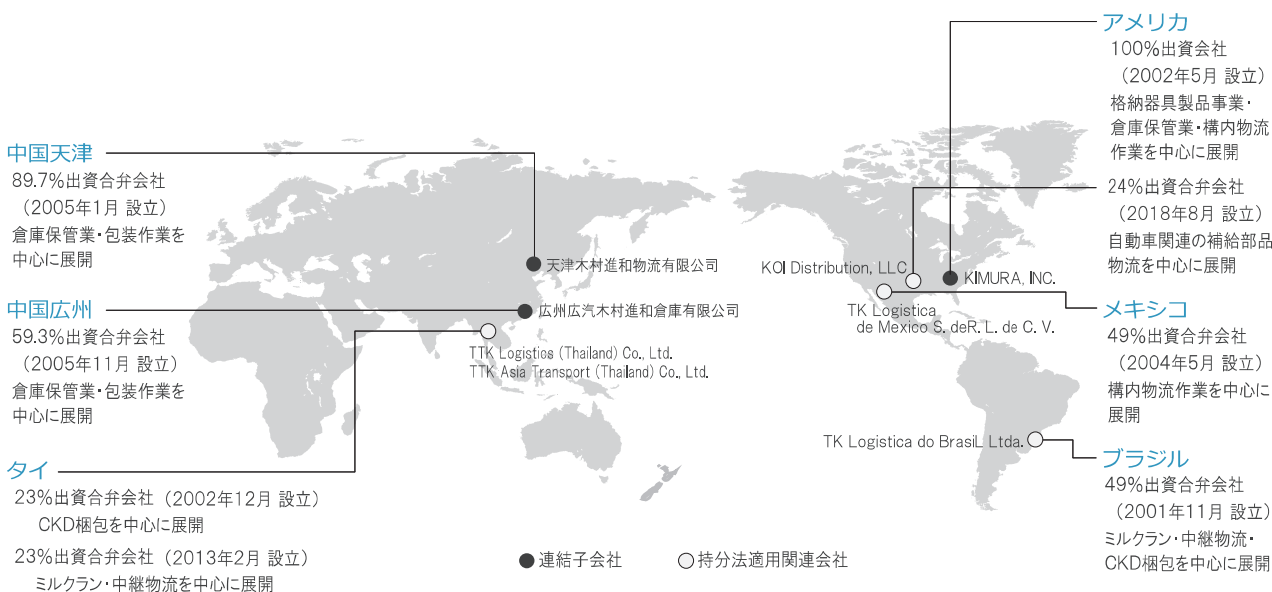 中国天津
89.7%出資合弁会社
（2005年1月 設立）
倉庫保管業・包装作業を
中心に展開
中国広州
59.3%出資合弁会社
（2005年11月 設立）
倉庫保管業・包装作業を
中心に展開
タイ
23%出資合弁会社（2002年12月 設立）
CKD梱包を中心に展開
23%出資合弁会社（2013年2月 設立）
ミルクラン・中継物流を中心に展開
天津木村進和物流有限公司
広州広汽木村進和倉庫有限公司
TTK Logistics (Thailand) Co., Ltd.
TTK Asia Transport (Thailand) Co., Ltd.
●連結子会社
○持分法適用関連会社
KOI Distribution, LLC
KIMURA, INC.
TK Logistica
de Mexico S. deR. L. de C. V.
TK Logistica do BrasiL Ltda.
アメリカ
100%出資会社
（2002年5月 設立）
格納器具製品事業・
倉庫保管業・構内物流
作業を中心に展開
24%出資合弁会社
（2018年8月 設立）
自動車関連の補給部品
物流を中心に展開
メキシコ
49%出資合弁会社
（2004年5月 設立）
構内物流作業を中心に
展開
ブラジル
49%出資合弁会社
（2001年11月 設立）
ミルクラン・中継物流・
CKD梱包を中心に展開